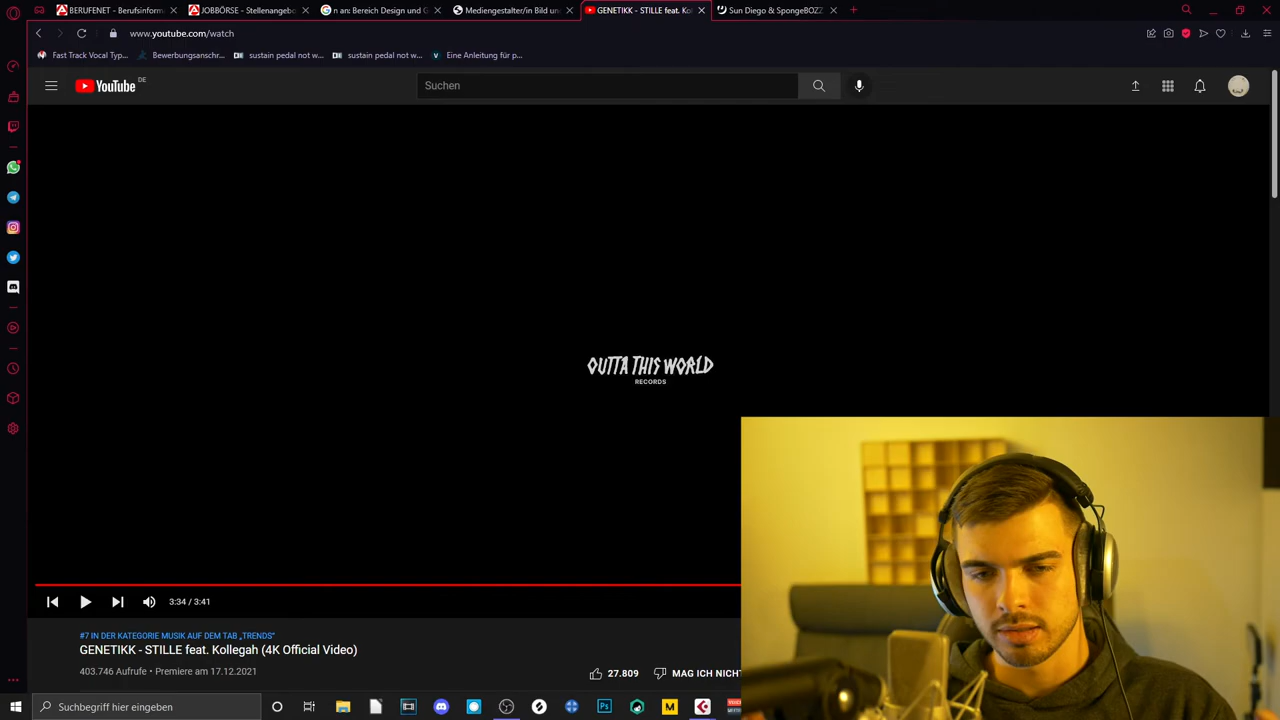 BERUFENET - Berufsinform
JOBBÖRSE - Stellenangebo
n an: Bereich Design und G
Mediengestalter/in Bild un
GENETIKK - STILLE feat. Kol
Sun Diego & SpongeBOZZ
www.youtube.com/watch
Fast Track Vocal Typ...
Bewerbungsanschr...
sustain pedal not w...
sustain pedal not w...
Eine Anleitung für p...
YouTube DE
Suchen
OUTTA THIS WORLD
RECORDS
3:34 / 3:41
#7 IN DER KATEGORIE MUSIK AUF DEM TAB „TRENDS“
GENETIKK - STILLE feat. Kollegah (4K Official Video)
403.746 Aufrufe • Premiere am 17.12.2021
27.809
MAG ICH NICHT
Suchbegriff hier eingeben
Ps
M